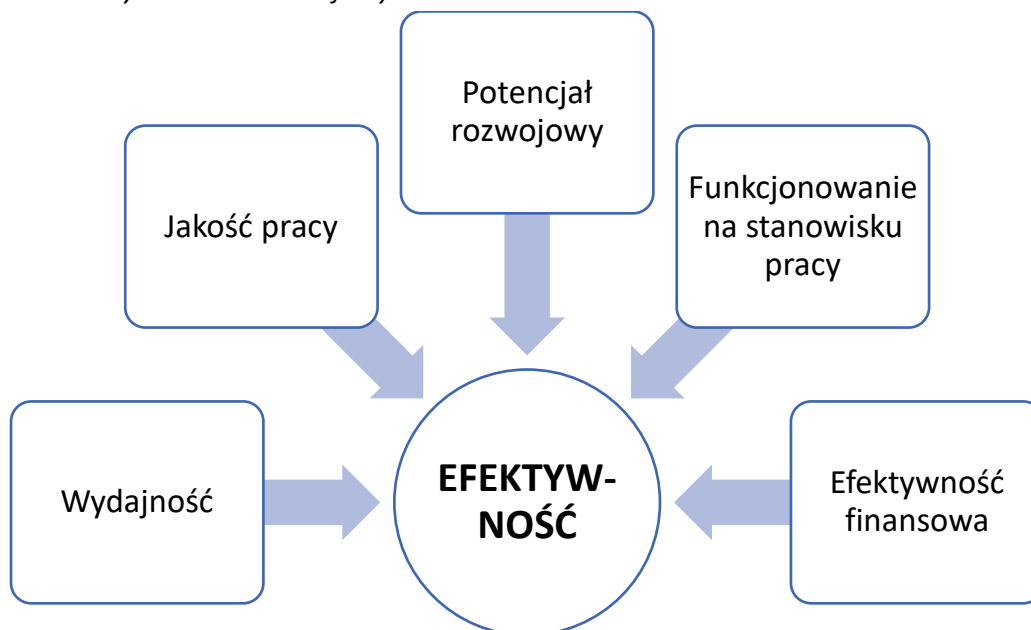 Potencjał
rozwojowy
Jakość pracy
Funkcjonowanie
na stanowisku
pracy
Wydajność
EFEKTYW-
NOŚĆ
Efektywność
finansowa